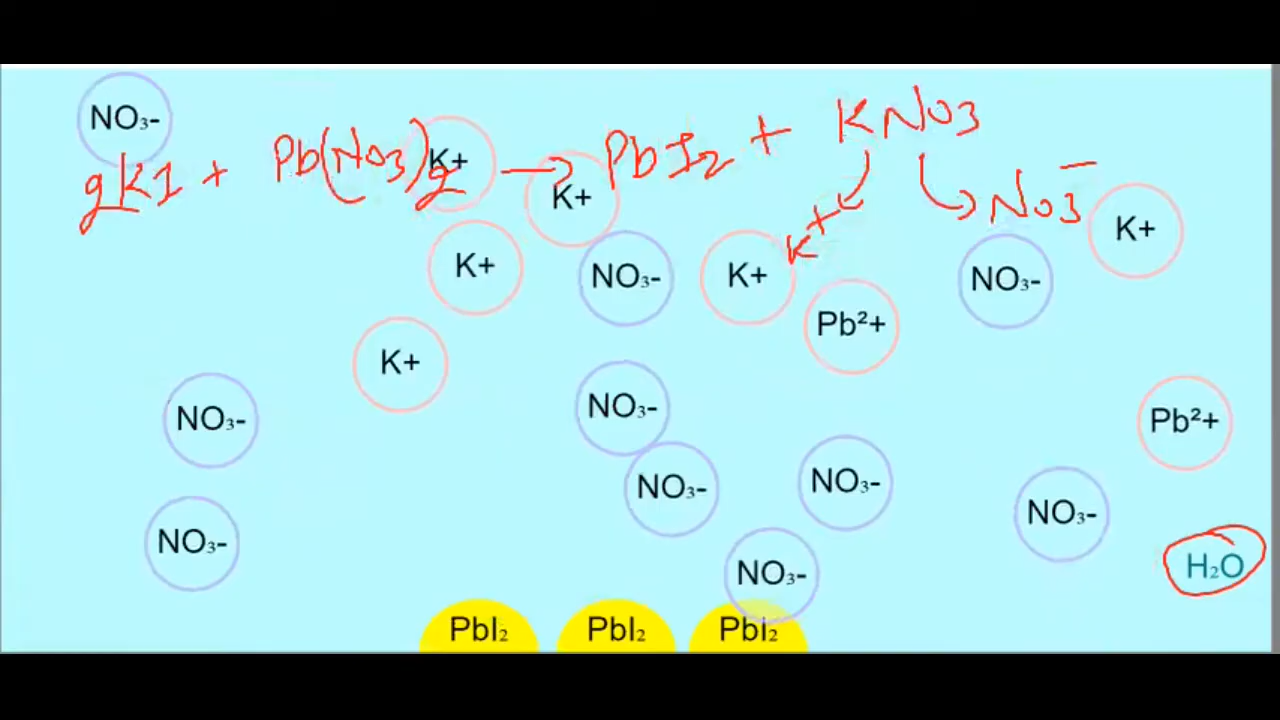 NO₃-
2KI + Pb(NO3)2 → PbI2 + KNO3
K+
K+
K+ NO3-
K+
K+ NO₃- K+ NO₃-
Pb²+
K+
NO₃- NO₃- Pb²+
NO₃- NO₃-
NO₃- NO₃-
NO₃- H₂O
PbI₂ PbI₂ PbI₂